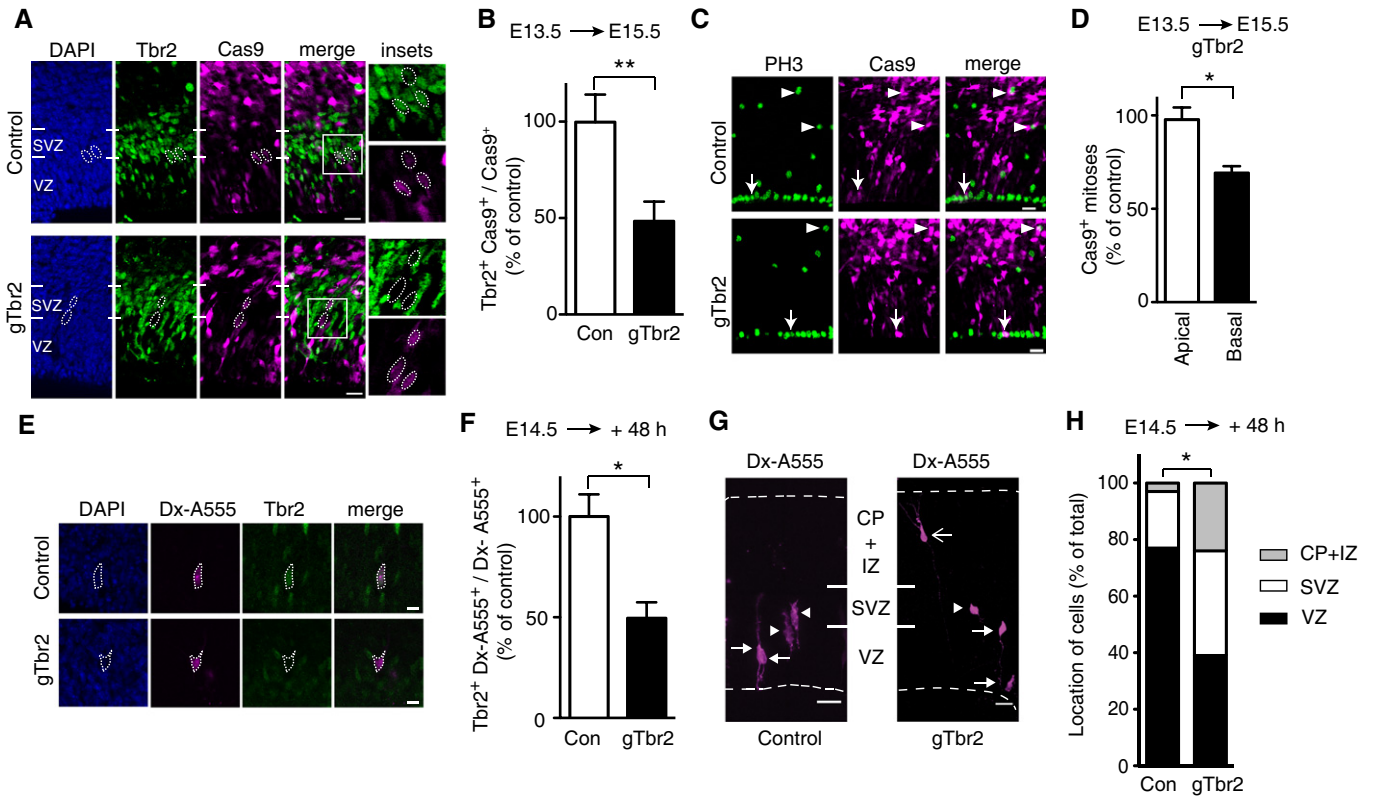 A
DAPI Tbr2 Cas9 merge insets
Control
SVZ
VZ
gTbr2
SVZ
VZ
B
E13.5 → E15.5
**
Tbr2+ Cas9+ / Cas9+
(% of control)
100
50
0
Con gTbr2
C
PH3 Cas9 merge
Control
gTbr2
D
E13.5 → E15.5
gTbr2
*
Cas9+ mitoses
(% of control)
100
50
0
Apical
Basal
E
DAPI Dx-A555 Tbr2 merge
Control
gTbr2
F
E14.5 → + 48 h
*
Tbr2+ Dx-A555+ / Dx- A555+
(% of control)
100
50
0
Con gTbr2
G
Dx-A555 Dx-A555
CP
+
IZ
SVZ
VZ
Control gTbr2
H
E14.5 → + 48 h
*
Location of cells (% of total)
100
80
60
40
20
0
Con gTbr2
CP+IZ
SVZ
VZ